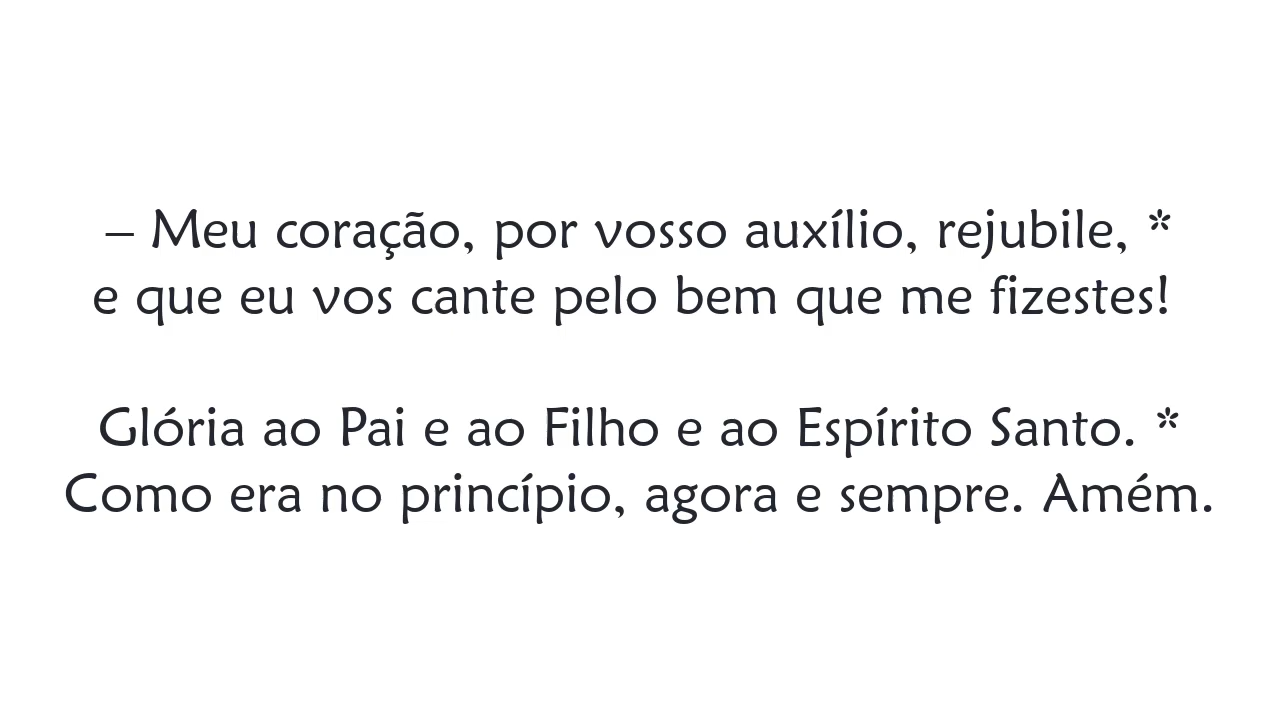 – Meu coração, por vosso auxílio, rejubile, *
e que eu vos cante pelo bem que me fizestes!
Glória ao Pai e ao Filho e ao Espírito Santo. *
Como era no princípio, agora e sempre. Amém.